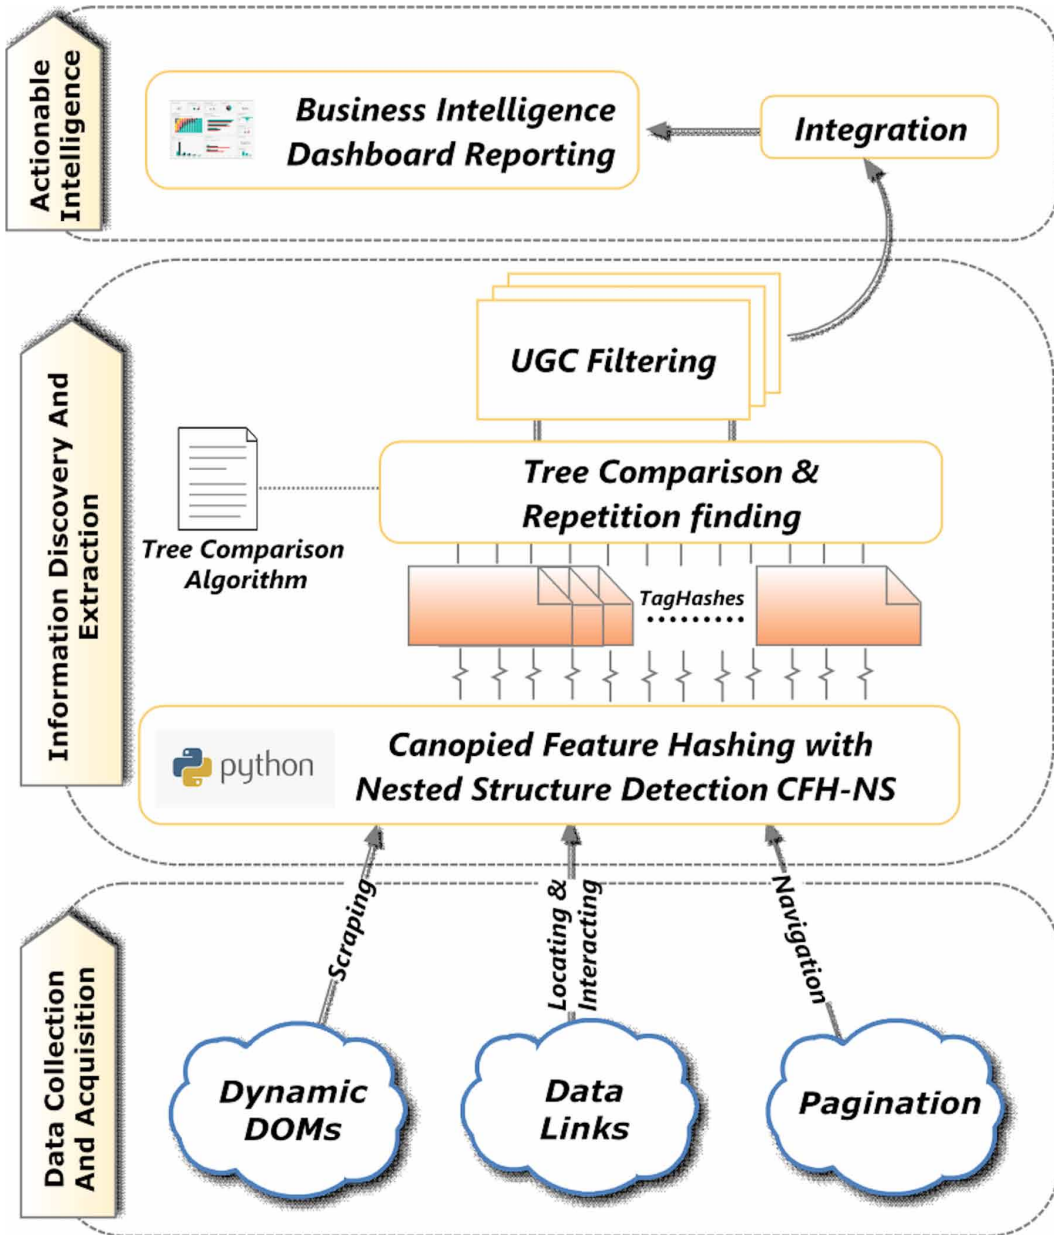 Actionable
Intelligence
Business Intelligence
Dashboard Reporting
Integration
Information Discovery And
Extraction
UGC Filtering
Tree Comparison &
Repetition finding
Tree Comparison
Algorithm
TagHashes
python
Canopied Feature Hashing with
Nested Structure Detection CFH-NS
Data Collection
And Acquisition
Scraping
Locating &
Interacting
Navigation
Dynamic
DOMs
Data
Links
Pagination